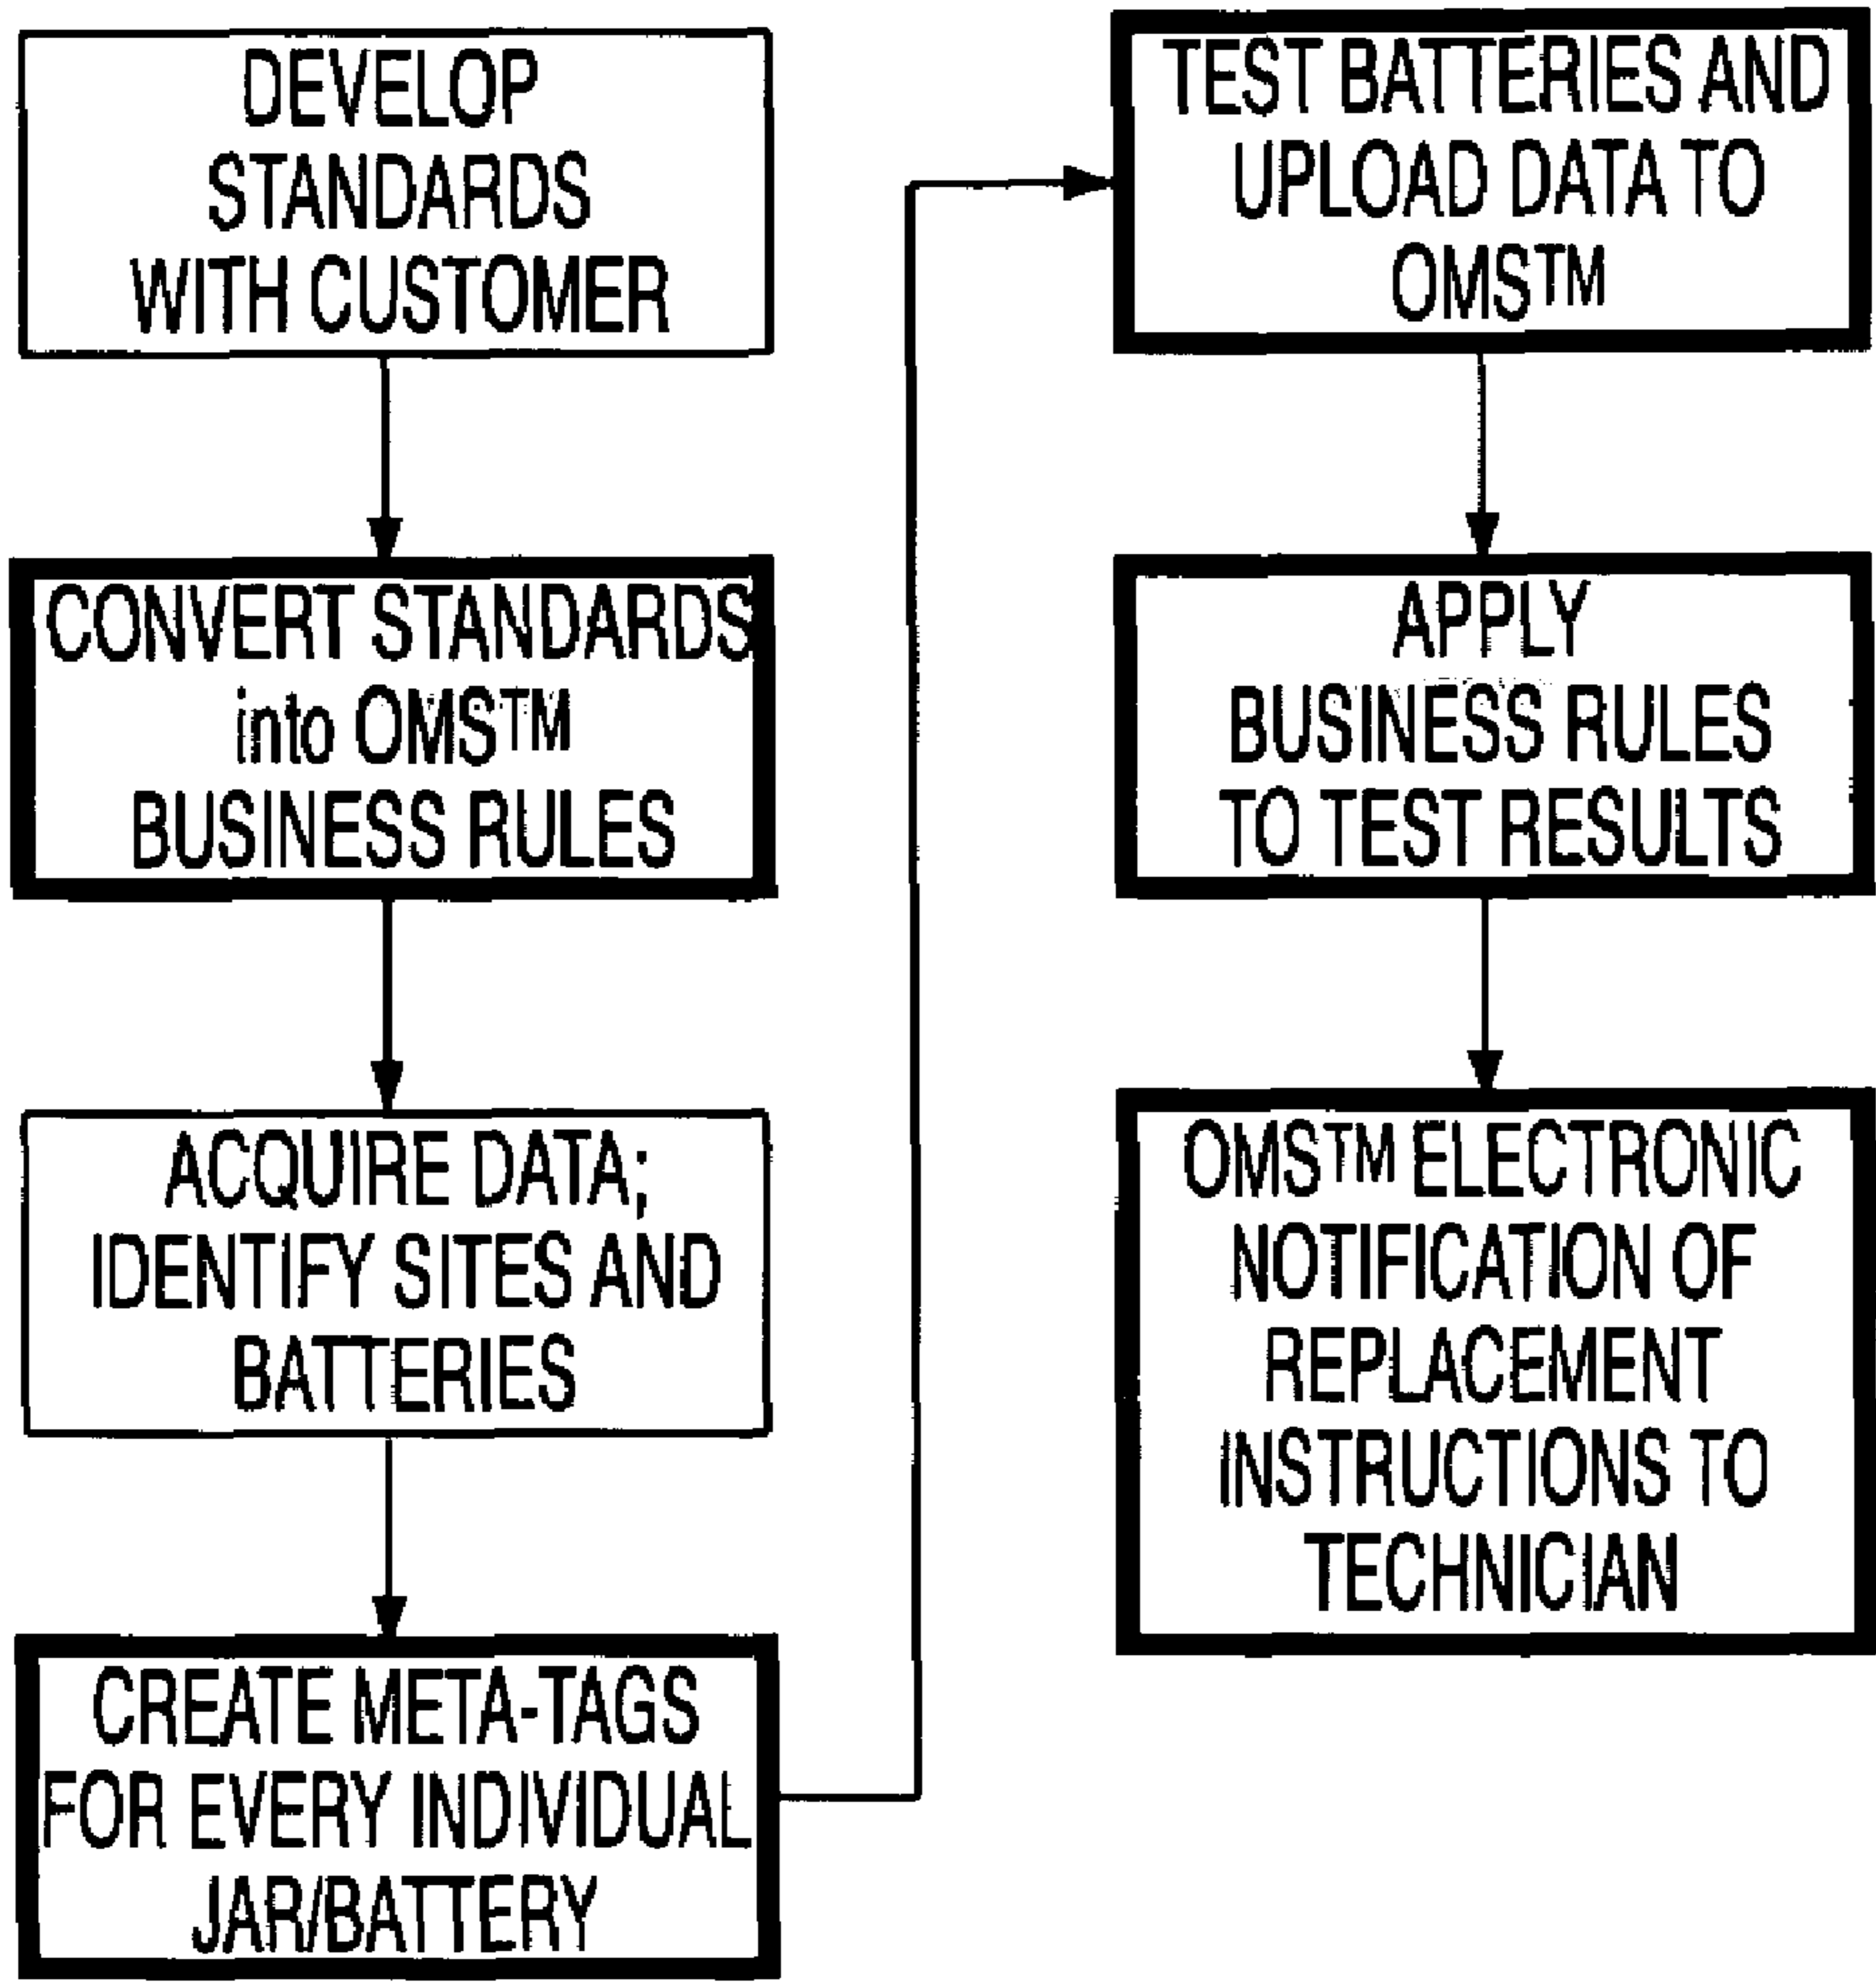 DEVELOP
STANDARDS
WITH CUSTOMER
CONVERT STANDARDS
into OMS™
BUSINESS RULES
ACQUIRE DATA;
IDENTIFY SITES AND
BATTERIES
CREATE META-TAGS
FOR EVERY INDIVIDUAL
JAR/BATTERY
TEST BATTERIES AND
UPLOAD DATA TO
OMS™
APPLY
BUSINESS RULES
TO TEST RESULTS
OMS™ ELECTRONIC
NOTIFICATION OF
REPLACEMENT
INSTRUCTIONS TO
TECHNICIAN